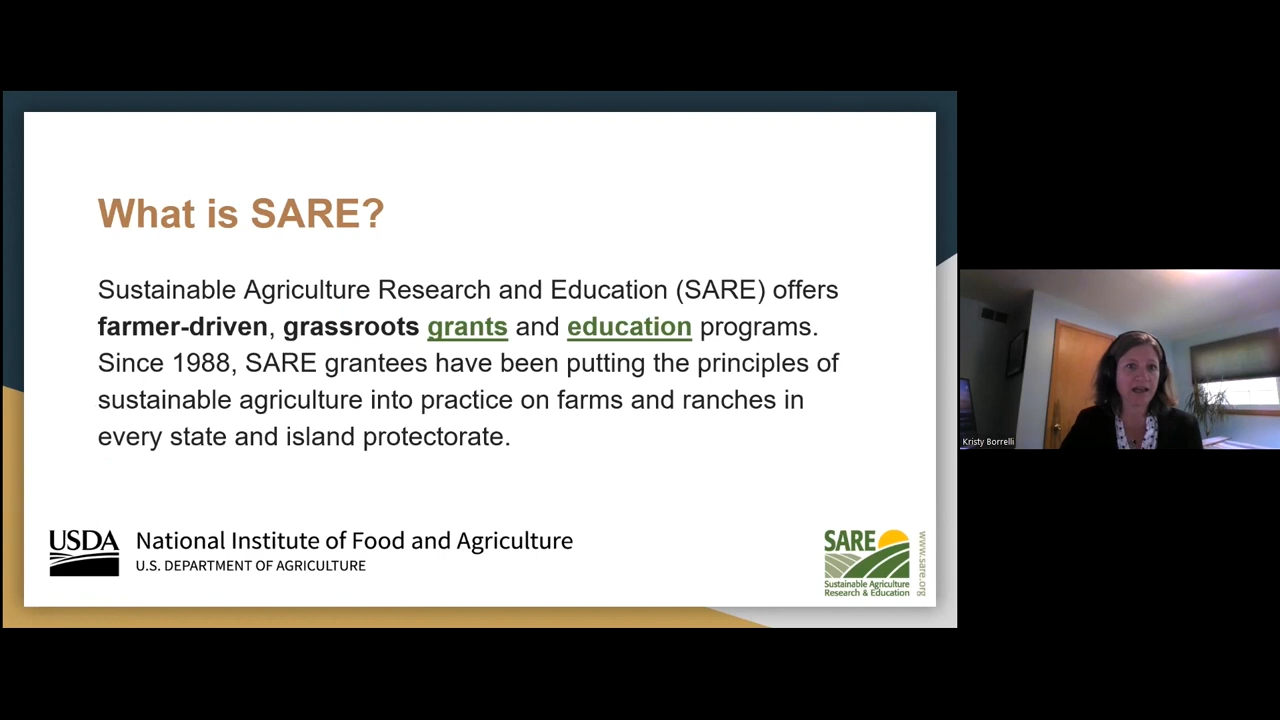 What is SARE?
Sustainable Agriculture Research and Education (SARE) offers
farmer-driven, grassroots grants and education programs.
Since 1988, SARE grantees have been putting the principles of
sustainable agriculture into practice on farms and ranches in
every state and island protectorate.
USDA
National Institute of Food and Agriculture
U.S. DEPARTMENT OF AGRICULTURE
SARE
Sustainable Agriculture
Research & Education
www.sare.org
Kristy Borrelli